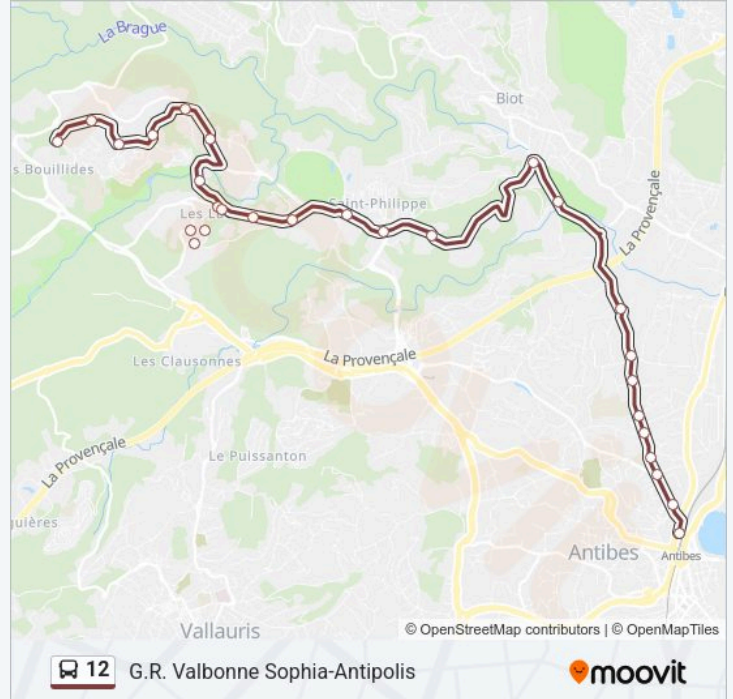 La Brague
Biot
s Bouillides
La Provençale
Saint-Philippe
Les Lu
La Provençale
Les Clausonnes
La Provençale
Le Puissanton
guières
Antibes
Antibes
Vallauris
© OpenStreetMap contributors | © OpenMapTiles
12 G.R. Valbonne Sophia-Antipolis
moovit